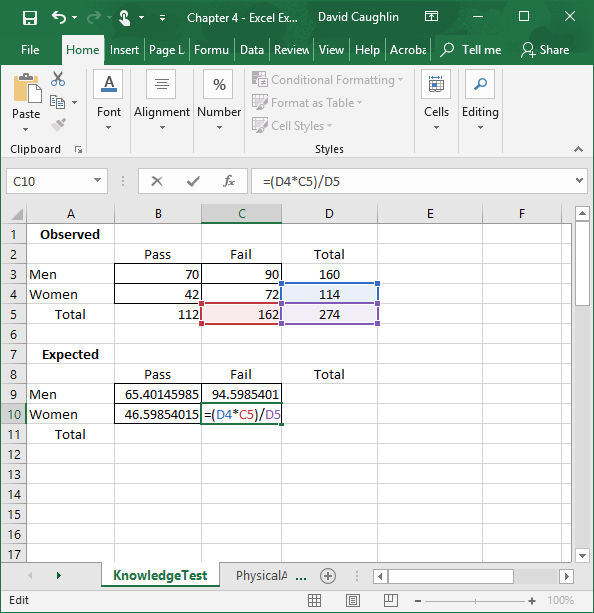 Chapter 4 - Excel Ex... David Caughlin
File Home Insert Page L Formu Data Review View Help Acroba Tell me Share
Paste Font Alignment % Number Conditional Formatting Format as Table Cell Styles Cells Editing
Clipboard Styles
C10 fx =(D4*C5)/D5
A B C D E F
1 Observed
2 Pass Fail Total
3 Men 70 90 160
4 Women 42 72 114
5 Total 112 162 274
6
7 Expected
8 Pass Fail Total
9 Men 65.40145985 94.5985401
10 Women 46.59854015 =(D4*C5)/D5
11 Total
12
13
14
15
16
17
KnowledgeTest PhysicalA ...
Edit 100%